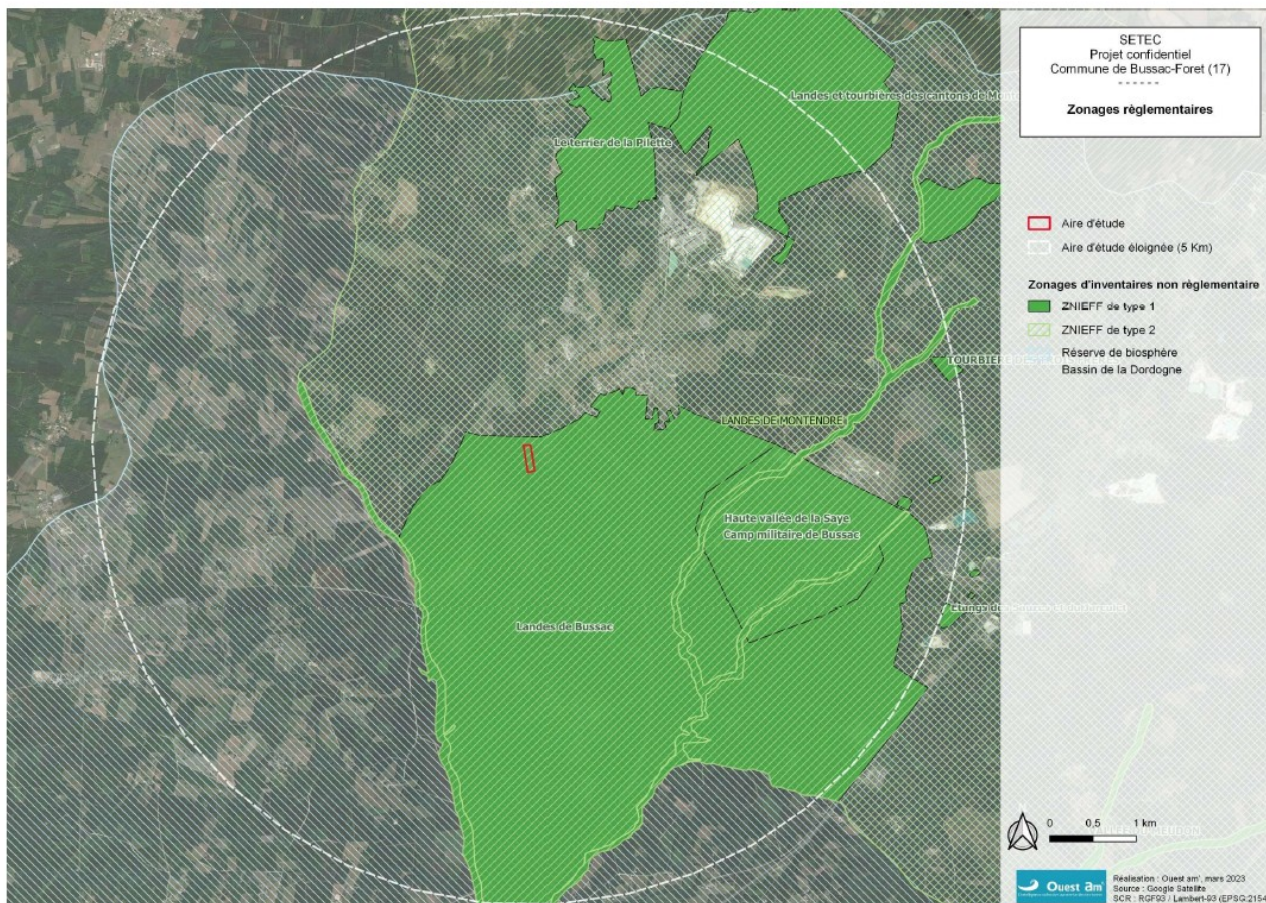 SETEC
Projet confidentiel
Commune de Bussac-Foret (17)
------
Zonages règlementaires
Landes et tourbières des cantons de
Le terrier de la Pilette
Aire d'étude
Aire d'étude éloignée (5 Km)
Zonages d'inventaires non règlementaire
ZNIEFF de type 1
ZNIEFF de type 2
Réserve de biosphère
Bassin de la Dordogne
LANDES DE MONTENDRE
Haute vallée de la Saye
Camp militaire de Bussac
Landes de Bussac
N
0 0,5 1 km
Ouest am'
Réalisation : Ouest am', mars 2023
Source : Google Satellite
SCR : RGF93 / Lambert-93 (EPSG:2154